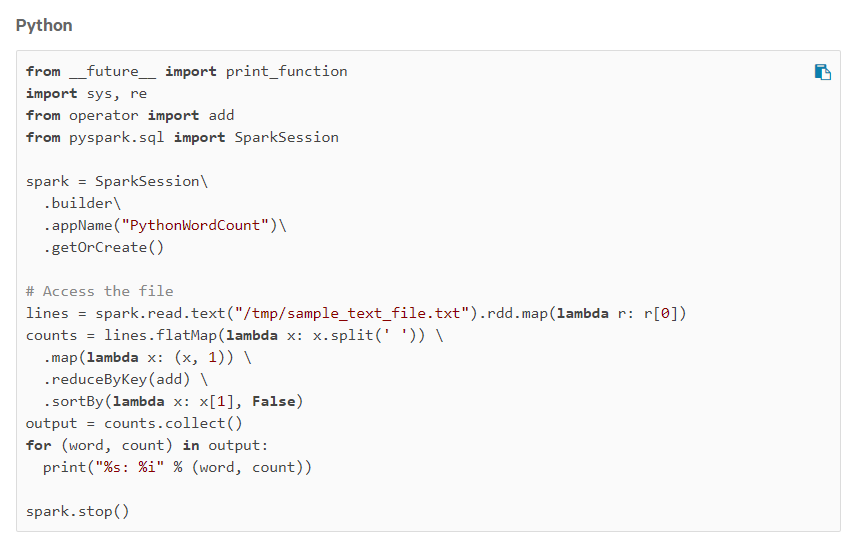 Python
from __future__ import print_function
import sys, re
from operator import add
from pyspark.sql import SparkSession
spark = SparkSession\
  .builder\
  .appName("PythonWordCount")\
  .getOrCreate()
# Access the file
lines = spark.read.text("/tmp/sample_text_file.txt").rdd.map(lambda r: r[0])
counts = lines.flatMap(lambda x: x.split(' ')) \
  .map(lambda x: (x, 1)) \
  .reduceByKey(add) \
  .sortBy(lambda x: x[1], False)
output = counts.collect()
for (word, count) in output:
  print("%s: %i" % (word, count))
spark.stop()